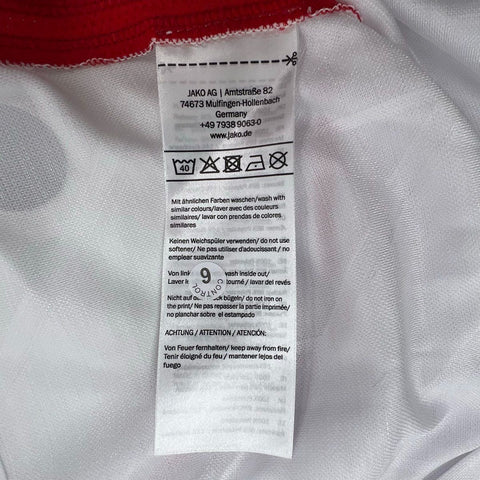 JAKO AG | Amtstraße 82
74673 Mulfingen-Hollenbach
Germany
+49 7938 9063-0
www.jako.de
40
Mit ähnlichen Farben waschen/wash with
similar colours/laver avec des couleurs
similaires/ lavar con prendas de colores
similares
Keinen Weichspüler verwenden/ do not use
softener/ Ne pas utiliser d'adoucissant / no
emplear suavizante
Von link wash inside out/
Laver tourné/ lavar del revés
9
CONTROL
Nicht auf bügeln/ do not iron on
the print/ Ne pas repasser la partie imprimée/
no planchar sobre el estampado
ACHTUNG / ATTENTION / ATENCIÓN:
Von Feuer fernhalten/ keep away from fire/
Tenir éloigné du feu / mantener lejos del
fuego